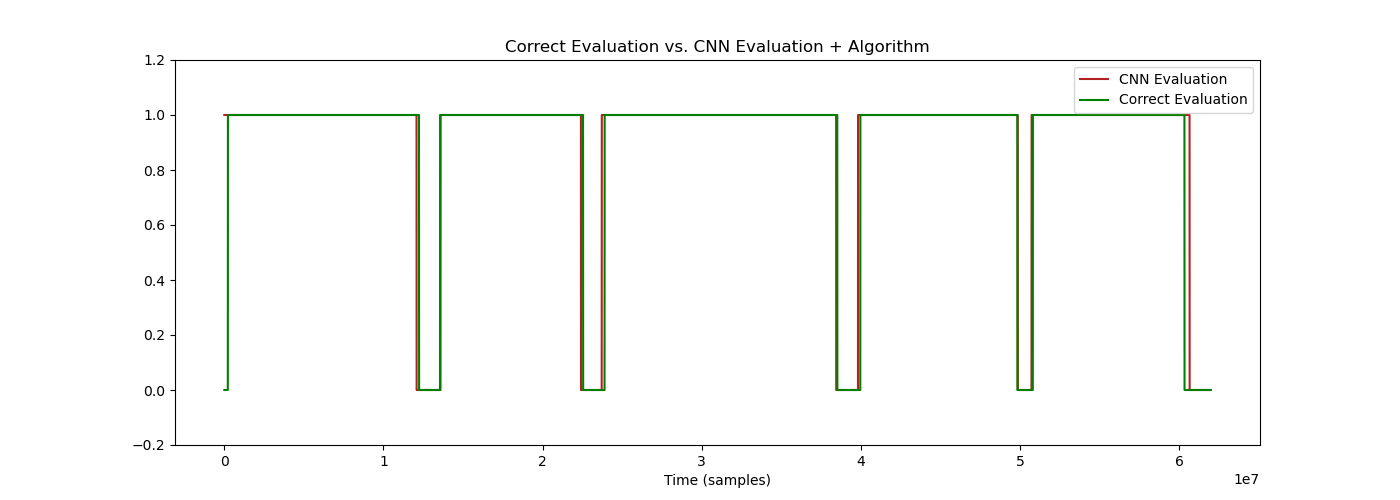 Correct Evaluation vs. CNN Evaluation + Algorithm
1.2
1.0
0.8
0.6
0.4
0.2
0.0
−0.2
CNN Evaluation
Correct Evaluation
0 1 2 3 4 5 6
1e7
Time (samples)